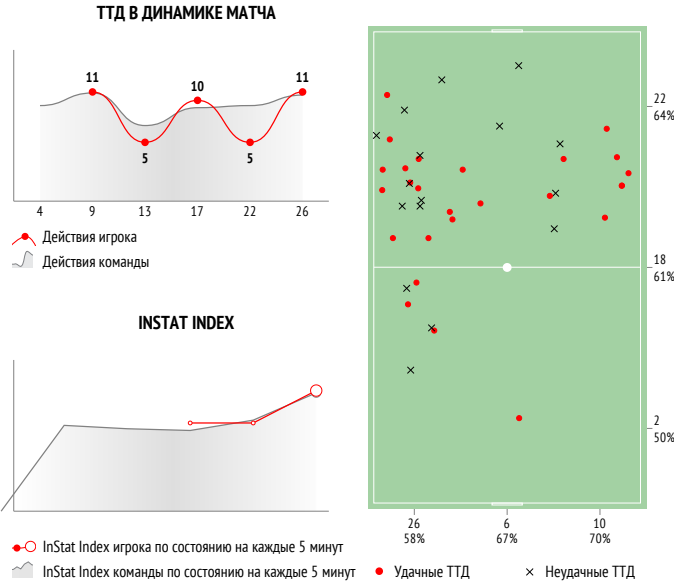 ТТД В ДИНАМИКЕ МАТЧА
11
10
11
5
5
4 9 13 17 22 26
Действия игрока
Действия команды
INSTAT INDEX
InStat Index игрока по состоянию на каждые 5 минут
InStat Index команды по состоянию на каждые 5 минут
22
64%
18
61%
2
50%
26 6 10
58% 67% 70%
Удачные ТТД
Неудачные ТТД